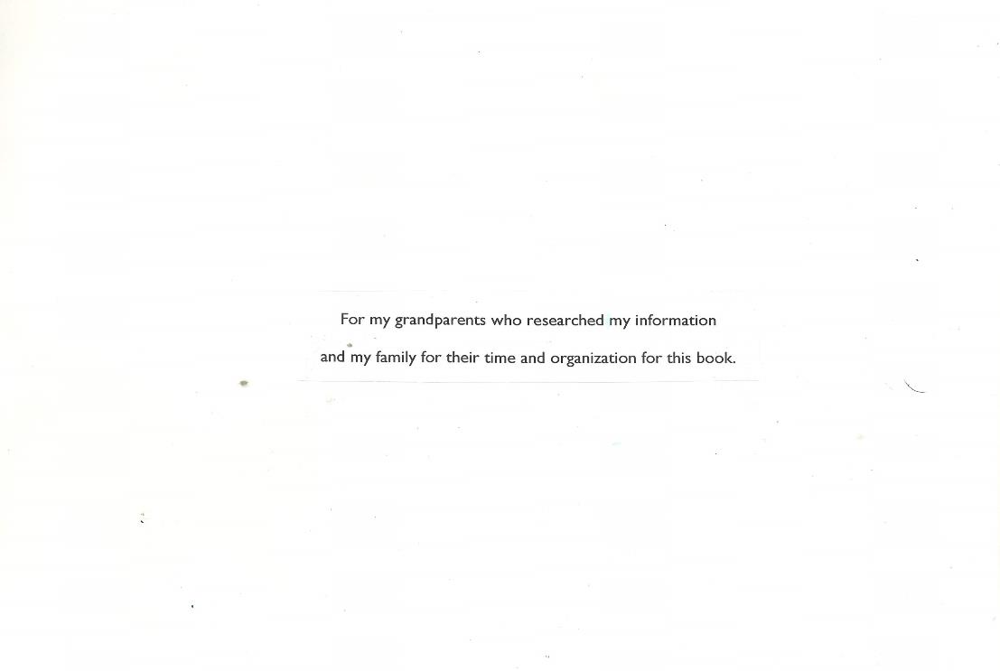 For my grandparents who researched my information
and my family for their time and organization for this book.